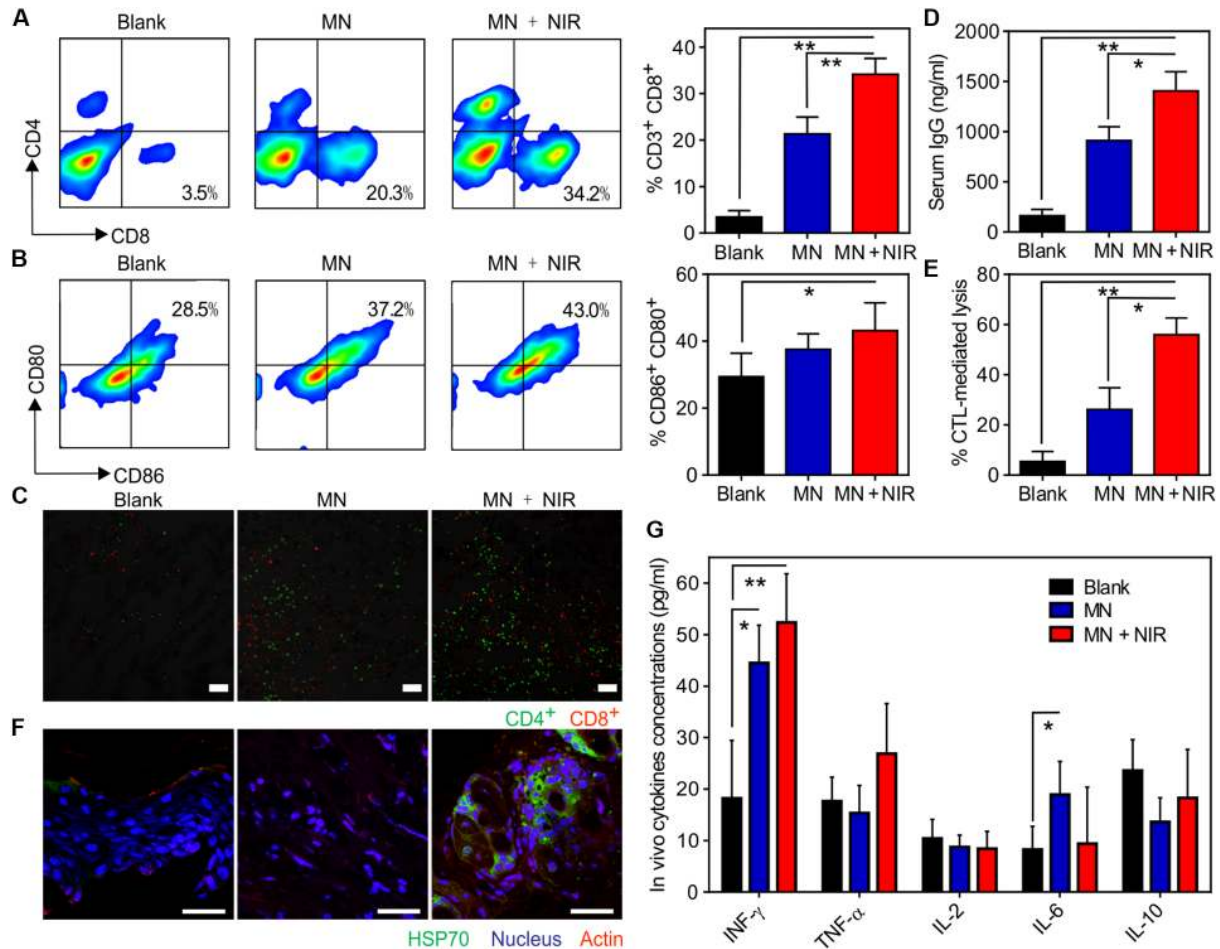 A
Blank
MN
MN + NIR
CD4
CD8
3.5%
20.3%
34.2%
% CD3+ CD8+
40
30
20
10
0
**
**
Blank
MN
MN + NIR
D
Serum IgG (ng/ml)
2000
1500
1000
500
0
**
*
Blank
MN
MN + NIR
B
Blank
MN
MN + NIR
CD80
CD86
28.5%
37.2%
43.0%
% CD86+ CD80+
60
40
20
0
*
Blank
MN
MN + NIR
E
% CTL-mediated lysis
80
60
40
20
0
**
*
Blank
MN
MN + NIR
C
Blank
MN
MN + NIR
CD4+ CD8+
F
HSP70 Nucleus Actin
G
In vivo cytokines concentrations (pg/ml)
60
50
40
30
20
10
0
**
*
*
Blank
MN
MN + NIR
INF-γ
TNF-α
IL-2
IL-6
IL-10